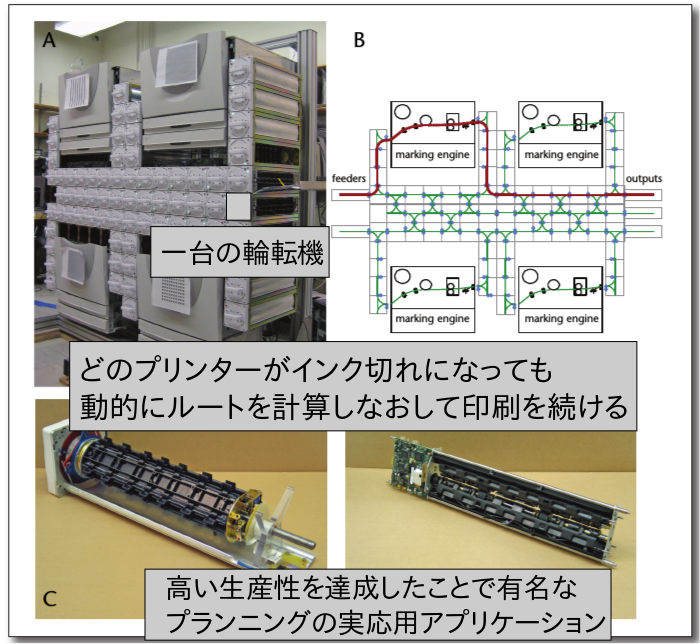 A
B
marking engine
marking engine
feeders
outputs
一台の輪転機
marking engine
marking engine
どのプリンターがインク切れになっても
動的にルートを計算しなおして印刷を続ける
C
高い生産性を達成したことで有名な
プランニングの実応用アプリケーション